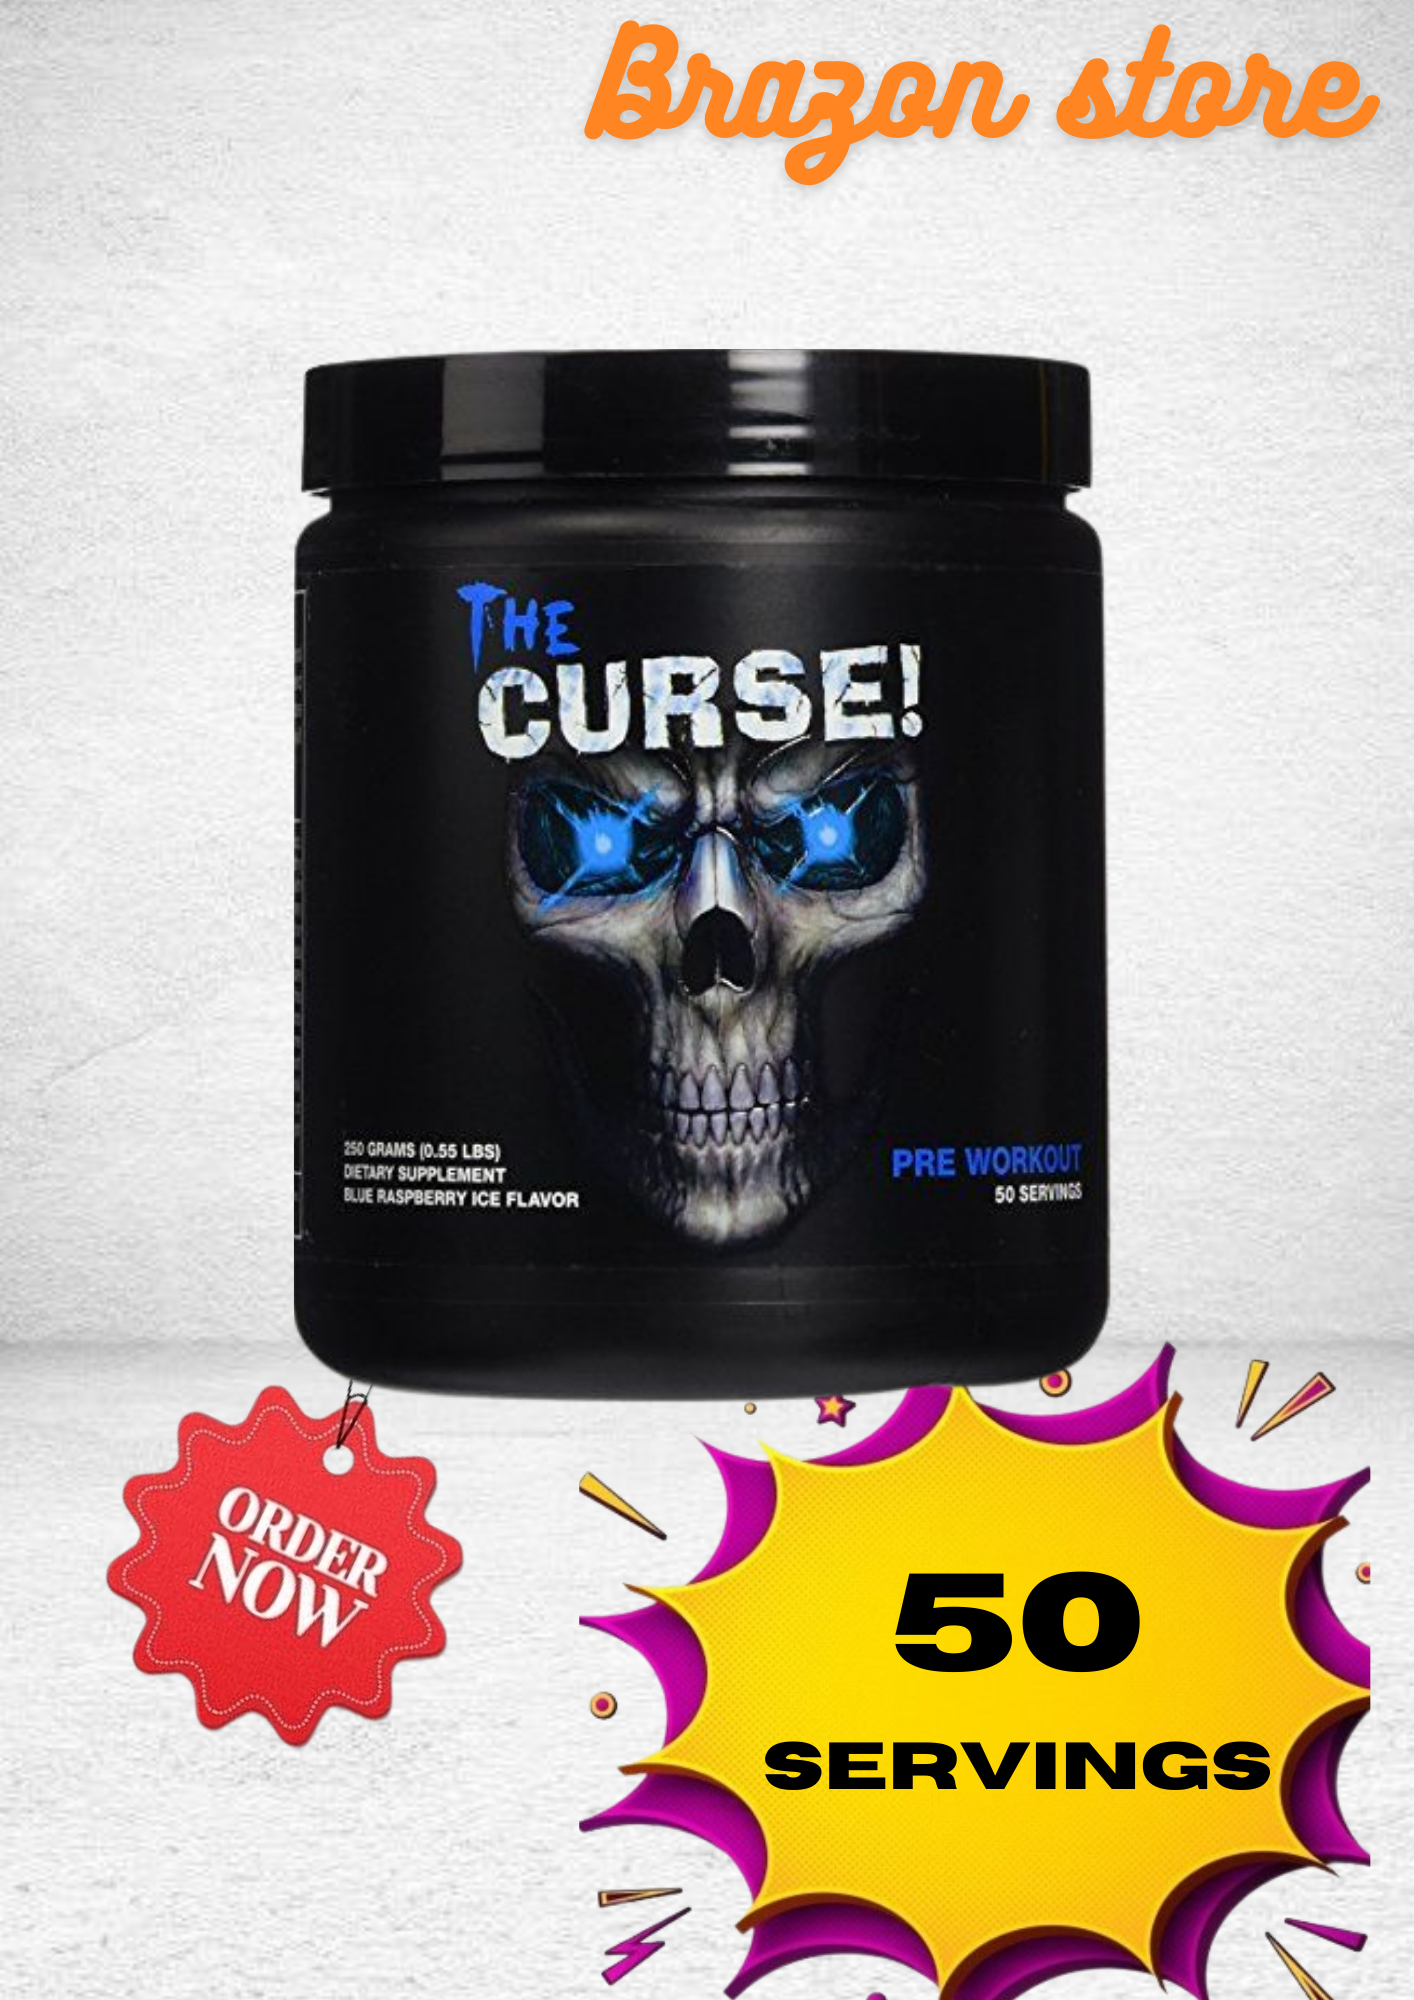 Brazon store
THE
CURSE!
250 GRAMS (0.55 LBS)
DIETARY SUPPLEMENT
BLUE RASPBERRY ICE FLAVOR
PRE WORKOUT
50 SERVINGS
ORDER
NOW
50
SERVINGS